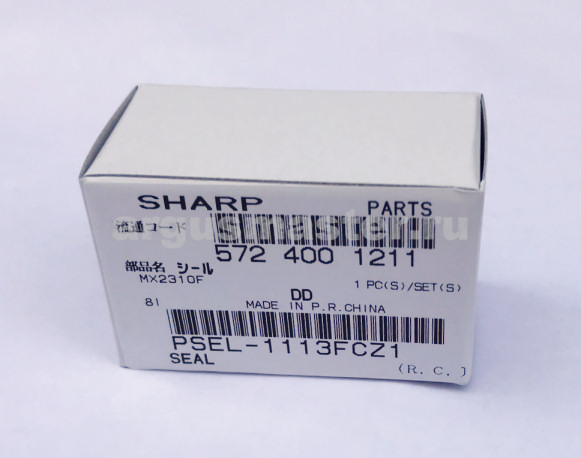 SHARP PARTS
流通コード
argusmaster.ru
572 400 1211
部品名 シール
MX2310F 1 PC(S)/SET(S)
DD
81 MADE IN P.R.CHINA
PSEL-1113FCZ1
SEAL (R.C.)